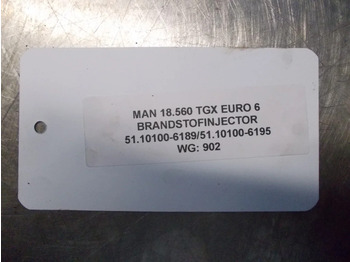 MAN 18.560 TGX EURO 6
BRANDSTOFINJECTOR
51.10100-6189/51.10100-6195
WG: 902